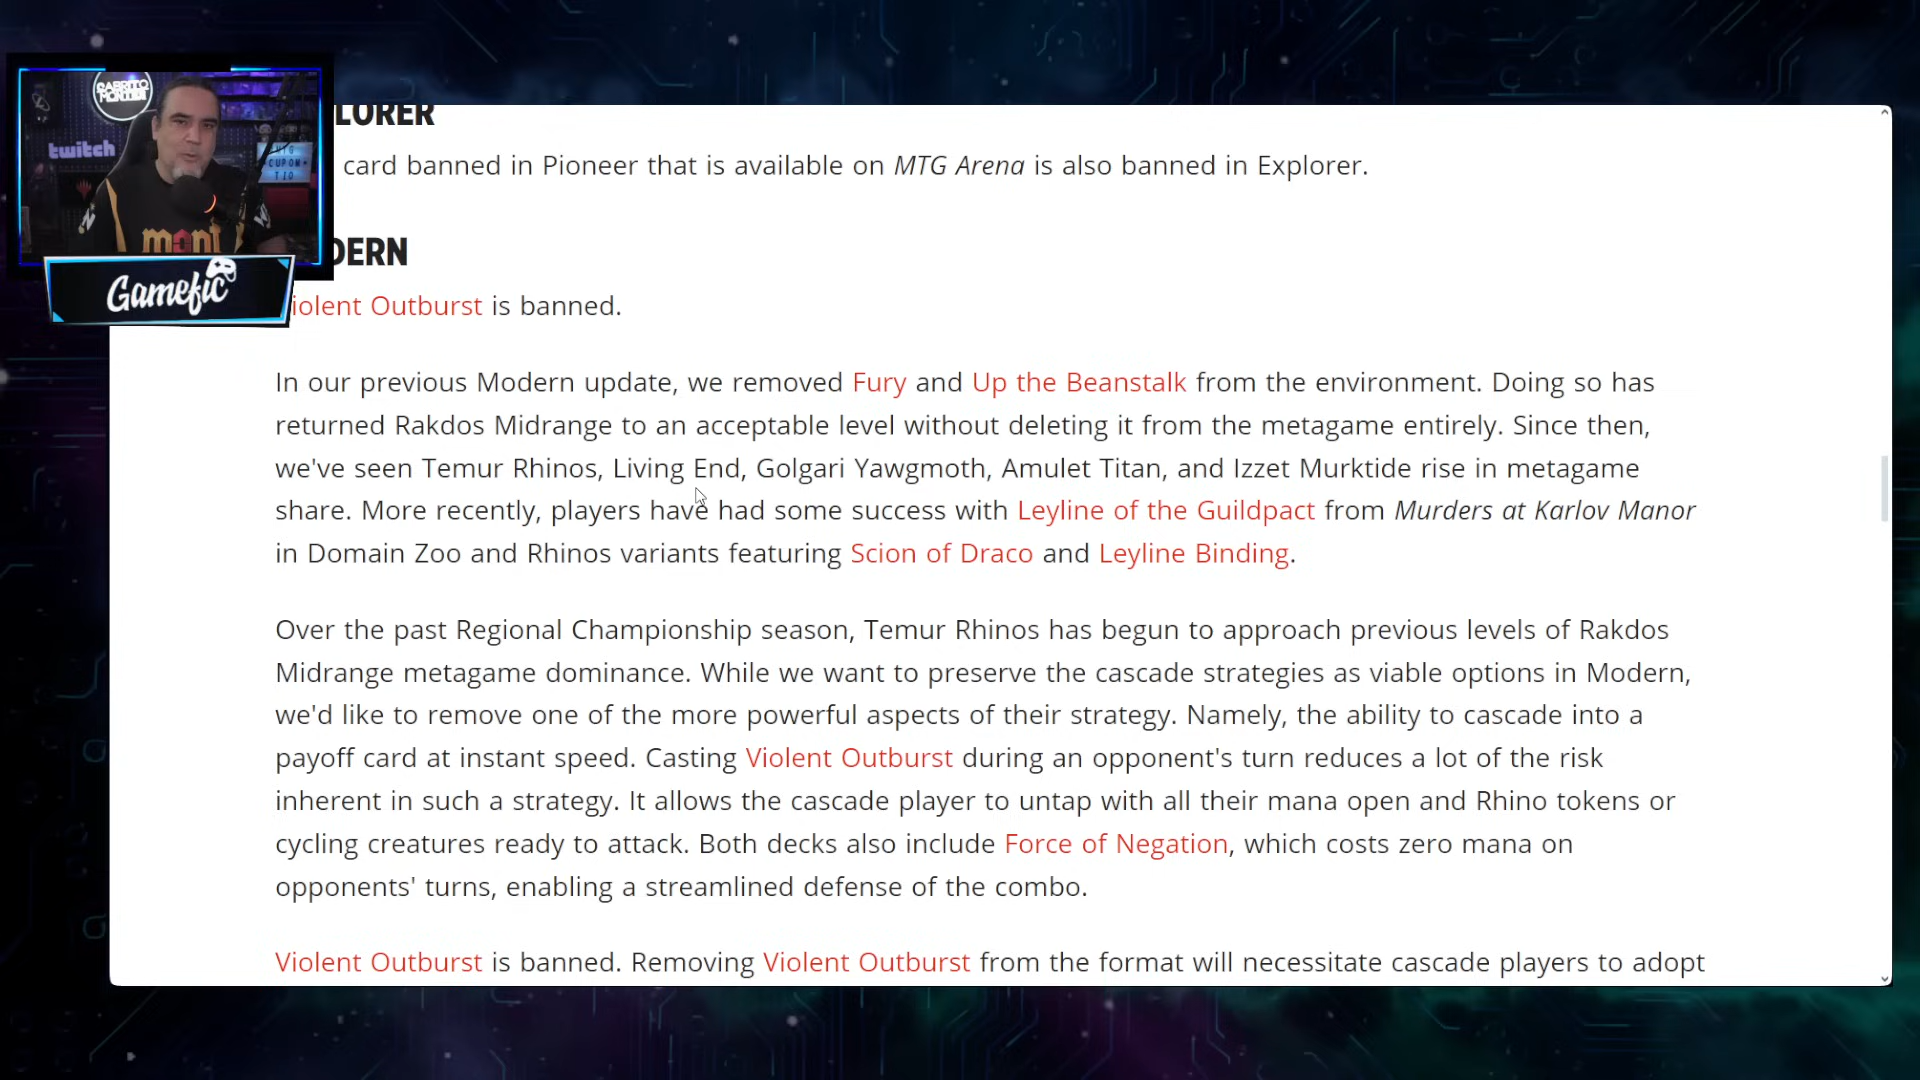 SABRITO
MONTIEL
twitch
MTG
CUPOM
TIO
Gamefic
LORER
card banned in Pioneer that is available on MTG Arena is also banned in Explorer.
DERN
iolent Outburst is banned.
In our previous Modern update, we removed Fury and Up the Beanstalk from the environment. Doing so has
returned Rakdos Midrange to an acceptable level without deleting it from the metagame entirely. Since then,
we've seen Temur Rhinos, Living End, Golgari Yawgmoth, Amulet Titan, and Izzet Murktide rise in metagame
share. More recently, players have had some success with Leyline of the Guildpact from Murders at Karlov Manor
in Domain Zoo and Rhinos variants featuring Scion of Draco and Leyline Binding.
Over the past Regional Championship season, Temur Rhinos has begun to approach previous levels of Rakdos
Midrange metagame dominance. While we want to preserve the cascade strategies as viable options in Modern,
we'd like to remove one of the more powerful aspects of their strategy. Namely, the ability to cascade into a
payoff card at instant speed. Casting Violent Outburst during an opponent's turn reduces a lot of the risk
inherent in such a strategy. It allows the cascade player to untap with all their mana open and Rhino tokens or
cycling creatures ready to attack. Both decks also include Force of Negation, which costs zero mana on
opponents' turns, enabling a streamlined defense of the combo.
Violent Outburst is banned. Removing Violent Outburst from the format will necessitate cascade players to adopt